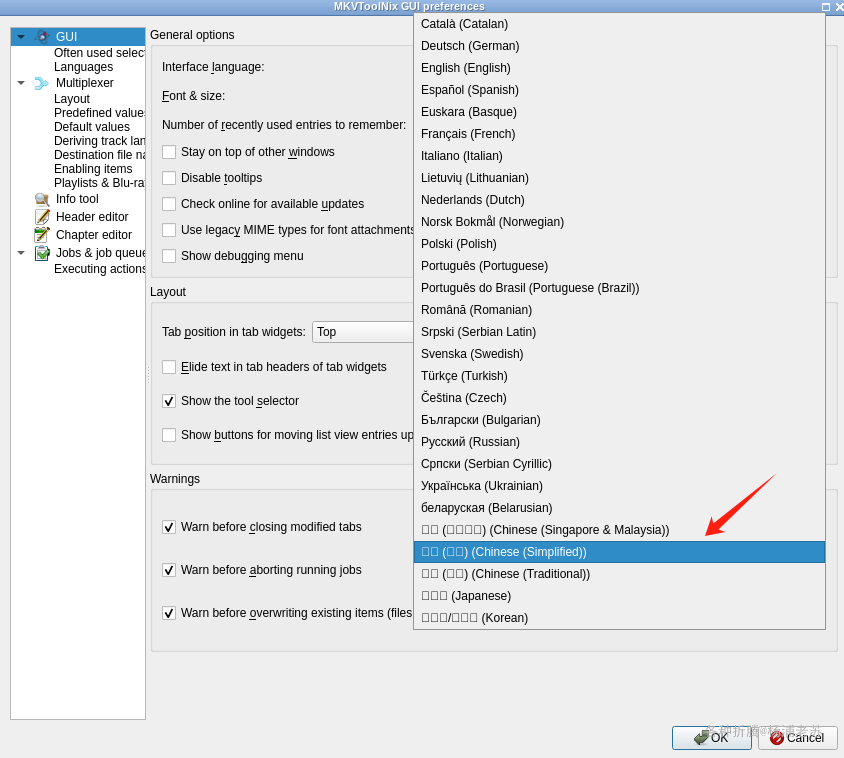 MKVToolNix GUI preferences
GUI
Often used selec
Languages
Multiplexer
Layout
Predefined values
Default values
Deriving track lan
Destination file na
Enabling items
Playlists & Blu-ra
Info tool
Header editor
Chapter editor
Jobs & job queue
Executing actions
General options
Interface language:
Font & size:
Number of recently used entries to remember:
Stay on top of other windows
Disable tooltips
Check online for available updates
Use legacy MIME types for font attachments
Show debugging menu
Layout
Tab position in tab widgets: Top
Elide text in tab headers of tab widgets
Show the tool selector
Show buttons for moving list view entries up
Warnings
Warn before closing modified tabs
Warn before aborting running jobs
Warn before overwriting existing items (files
Català (Catalan)
Deutsch (German)
English (English)
Español (Spanish)
Euskara (Basque)
Français (French)
Italiano (Italian)
Lietuvių (Lithuanian)
Nederlands (Dutch)
Norsk Bokmål (Norwegian)
Polski (Polish)
Português (Portuguese)
Português do Brasil (Portuguese (Brazil))
Română (Romanian)
Srpski (Serbian Latin)
Svenska (Swedish)
Türkçe (Turkish)
Čeština (Czech)
Български (Bulgarian)
Русский (Russian)
Српски (Serbian Cyrillic)
Українська (Ukrainian)
беларуская (Belarusian)
□□ (□□□□) (Chinese (Singapore & Malaysia))
□□ (□□) (Chinese (Simplified))
□□ (□□) (Chinese (Traditional))
□□□ (Japanese)
□□□/□□□ (Korean)
OK
Cancel